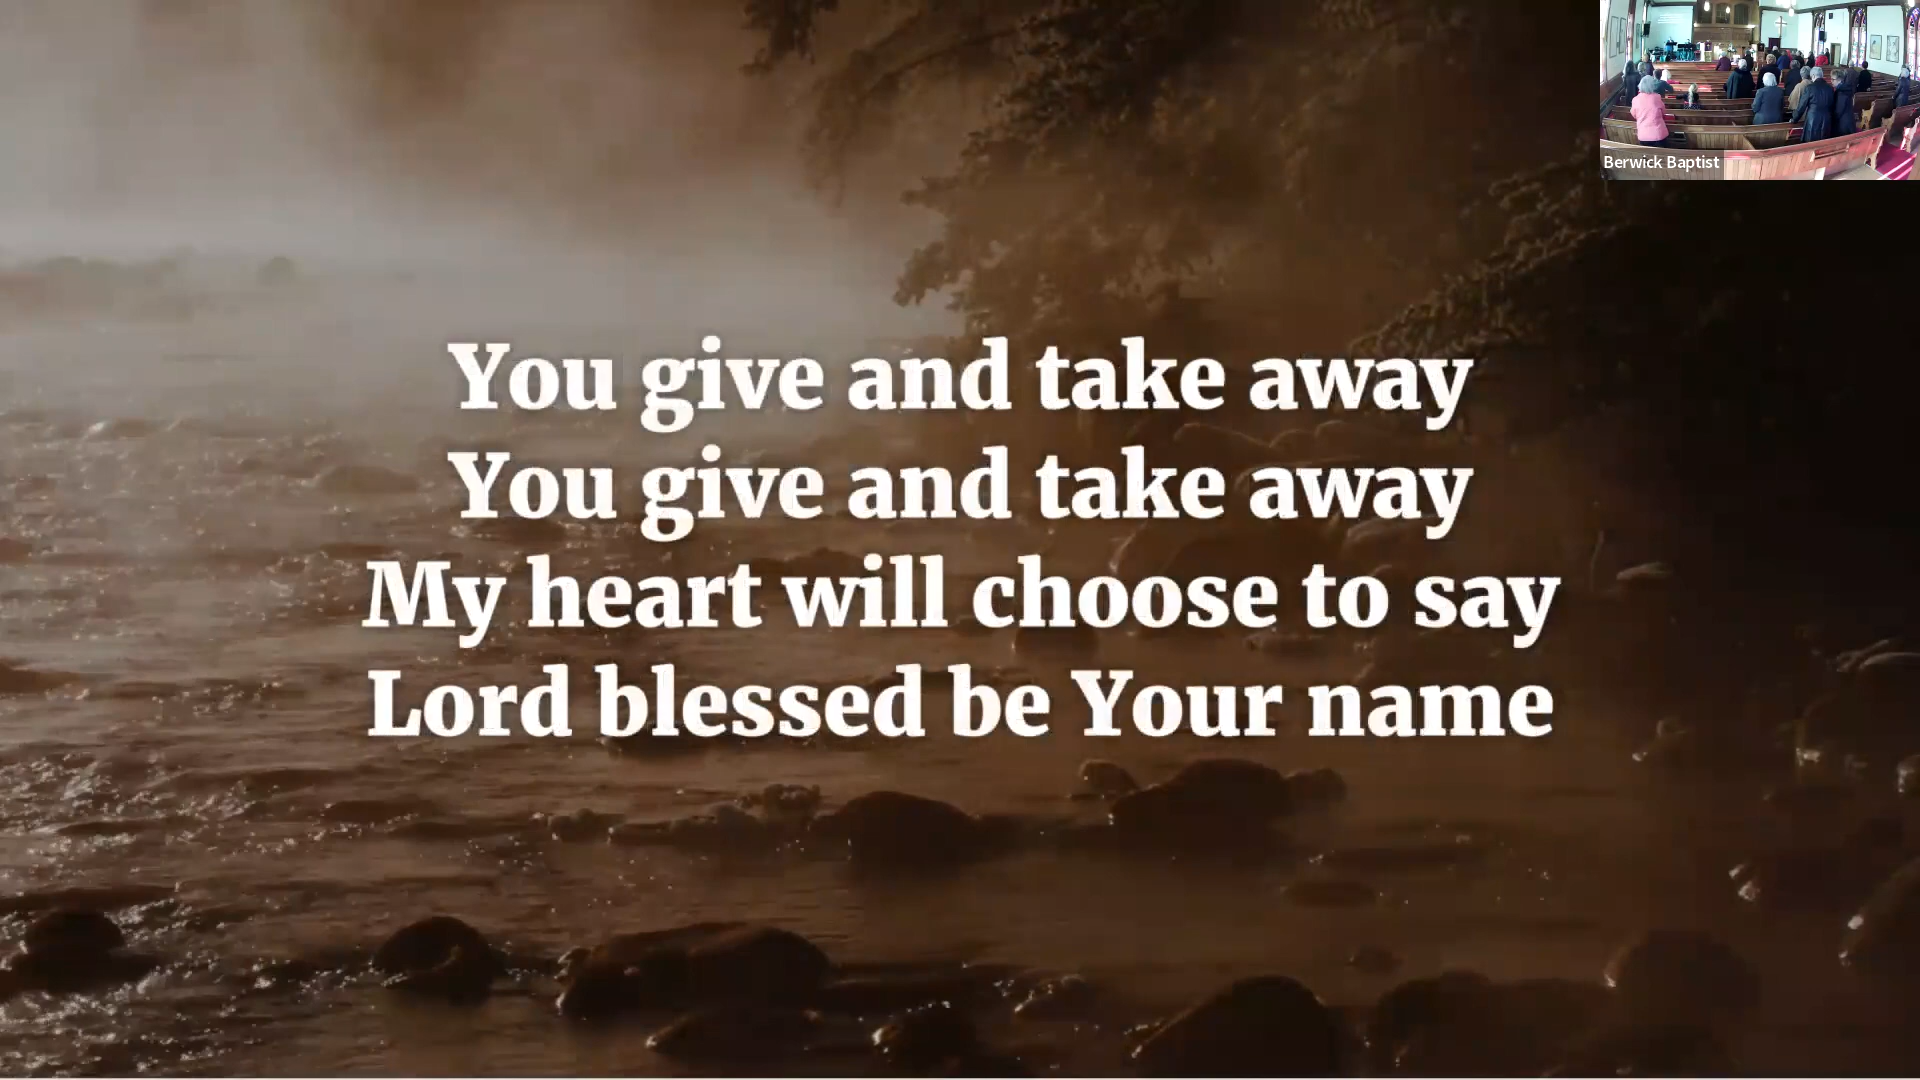 You give and take away
You give and take away
My heart will choose to say
Lord blessed be Your name
Berwick Baptist